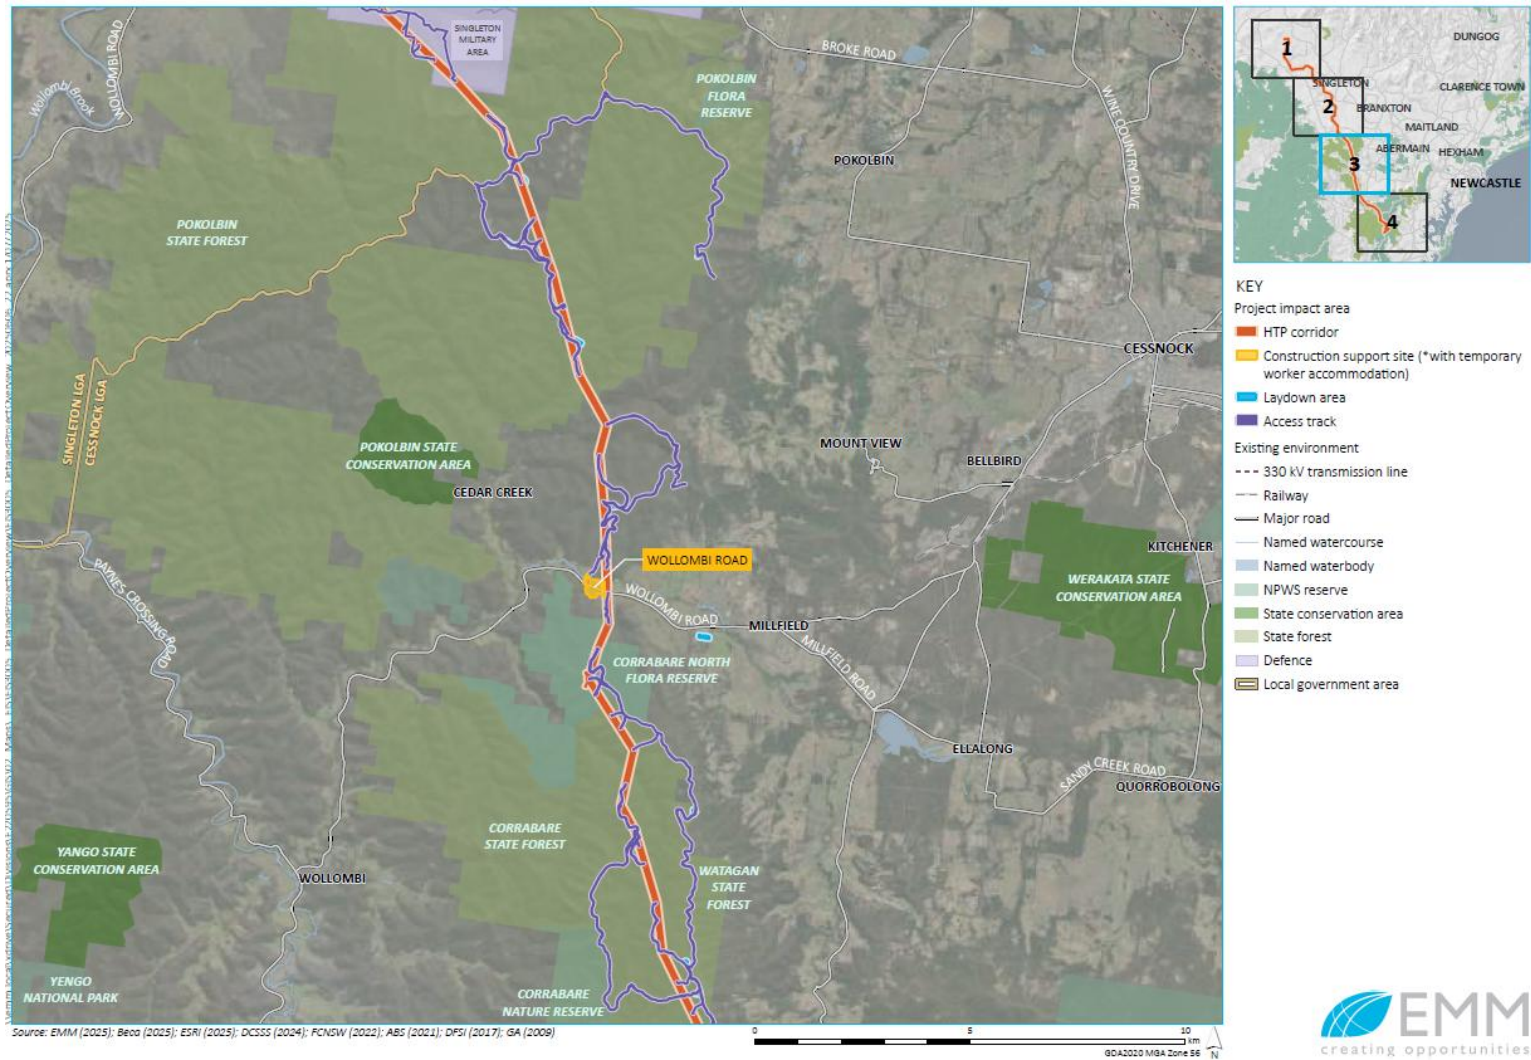 SINGLETON
MILITARY
AREA
WOLLOMBI ROAD
Wollombi Brook
POKOLBIN
FLORA
RESERVE
BROKE ROAD
WINE COUNTRY DRIVE
POKOLBIN
POKOLBIN
STATE FOREST
CESSNOCK
SINGLETON LGA
CESSNOCK LGA
POKOLBIN STATE
CONSERVATION AREA
CEDAR CREEK
MOUNT VIEW
BELLBIRD
KITCHENER
WOLLOMBI ROAD
WERAKATA STATE
CONSERVATION AREA
PAYNES CROSSING ROAD
WOLLOMBI ROAD
MILLFIELD
MILLFIELD ROAD
CORRABARE NORTH
FLORA RESERVE
ELLALONG
SANDY CREEK ROAD
QUORROBOLONG
CORRABARE
STATE FOREST
YANGO STATE
CONSERVATION AREA
WOLLOMBI
WATAGAN
STATE
FOREST
YENGO
NATIONAL PARK
CORRABARE
NATURE RESERVE
Source: EMM (2025); Beca (2025); ESRI (2025); DCSSS (2024); FCNSW (2022); ABS (2021); DFSI (2017); GA (2009)
0 5 10
km
GDA2020 MGA Zone 56
N
1
2
3
4
DUNGOG
SINGLETON
CLARENCE TOWN
BRANXTON
MAITLAND
ABERMAIN
HEXHAM
NEWCASTLE
KEY
Project impact area
HTP corridor
Construction support site (*with temporary
worker accommodation)
Laydown area
Access track
Existing environment
330 kV transmission line
Railway
Major road
Named watercourse
Named waterbody
NPWS reserve
State conservation area
State forest
Defence
Local government area
EMM
creating opportunities